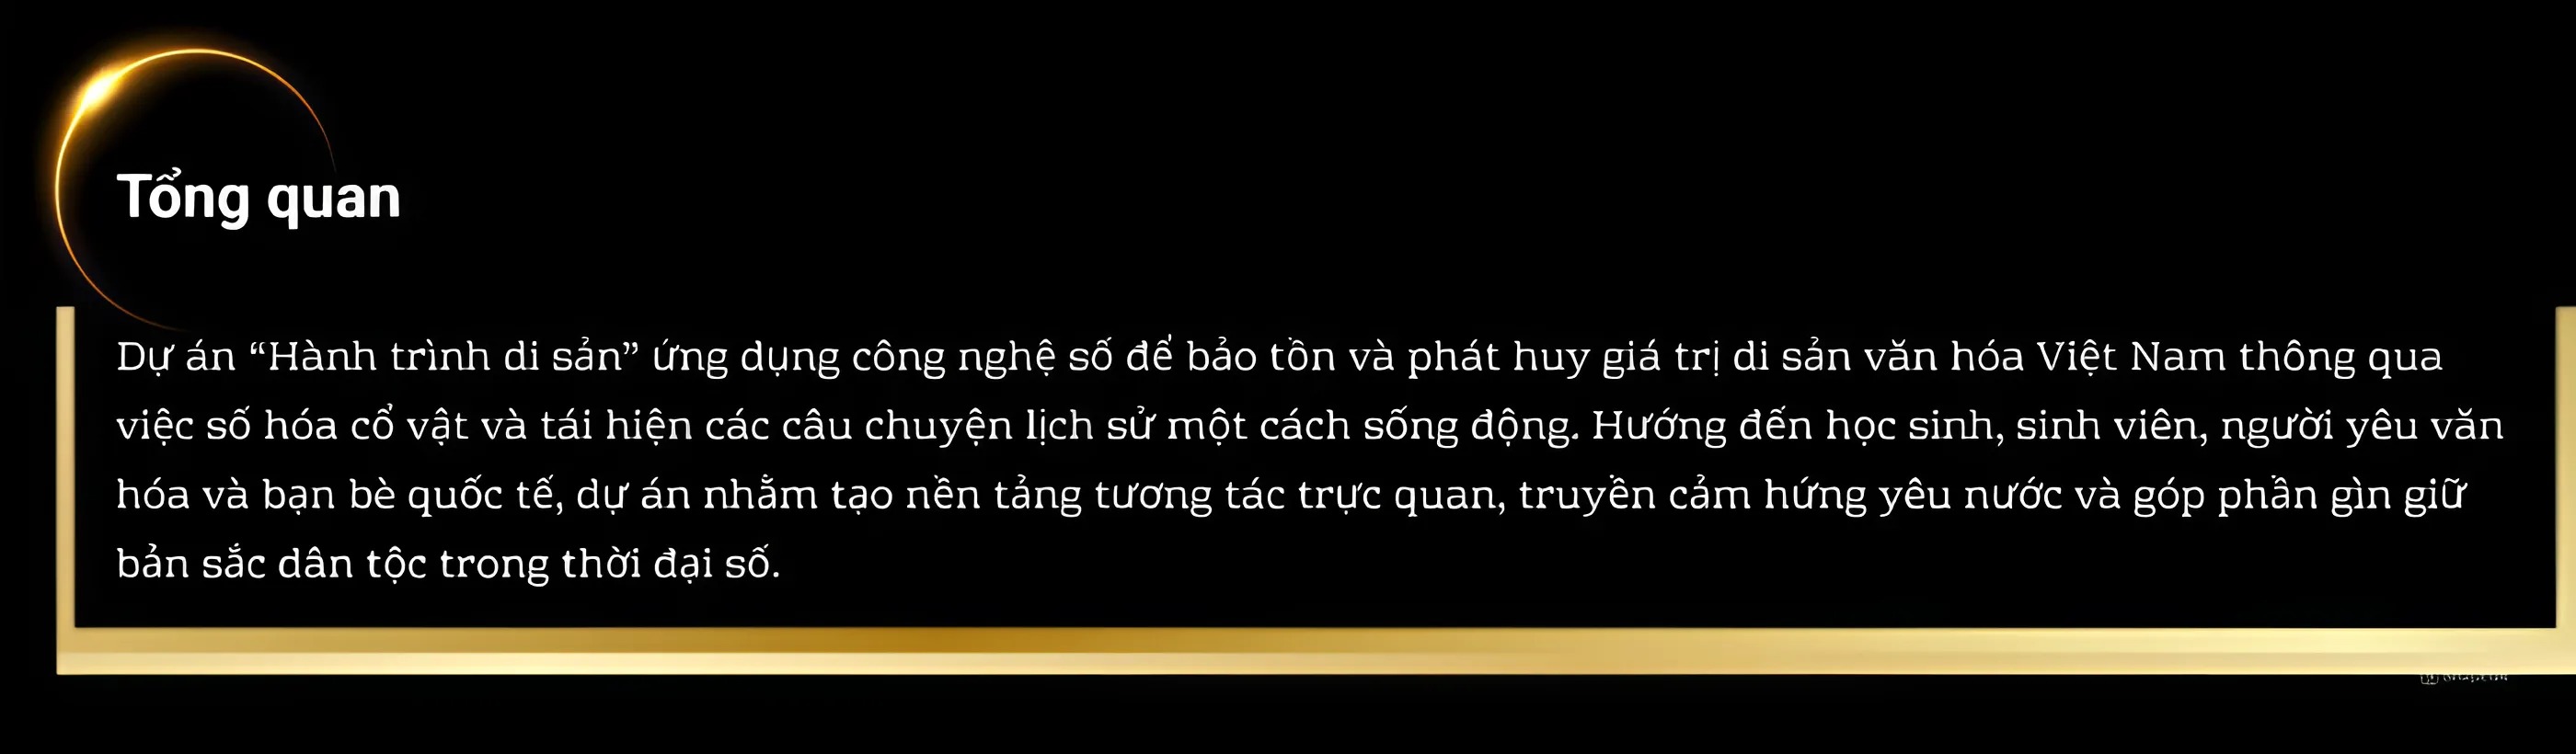 Tổng quan
Dự án “Hành trình di sản” ứng dụng công nghệ số để bảo tồn và phát huy giá trị di sản văn hóa Việt Nam thông qua
việc số hóa cổ vật và tái hiện các câu chuyện lịch sử một cách sống động. Hướng đến học sinh, sinh viên, người yêu văn
hóa và bạn bè quốc tế, dự án nhằm tạo nền tảng tương tác trực quan, truyền cảm hứng yêu nước và góp phần gìn giữ
bản sắc dân tộc trong thời đại số.